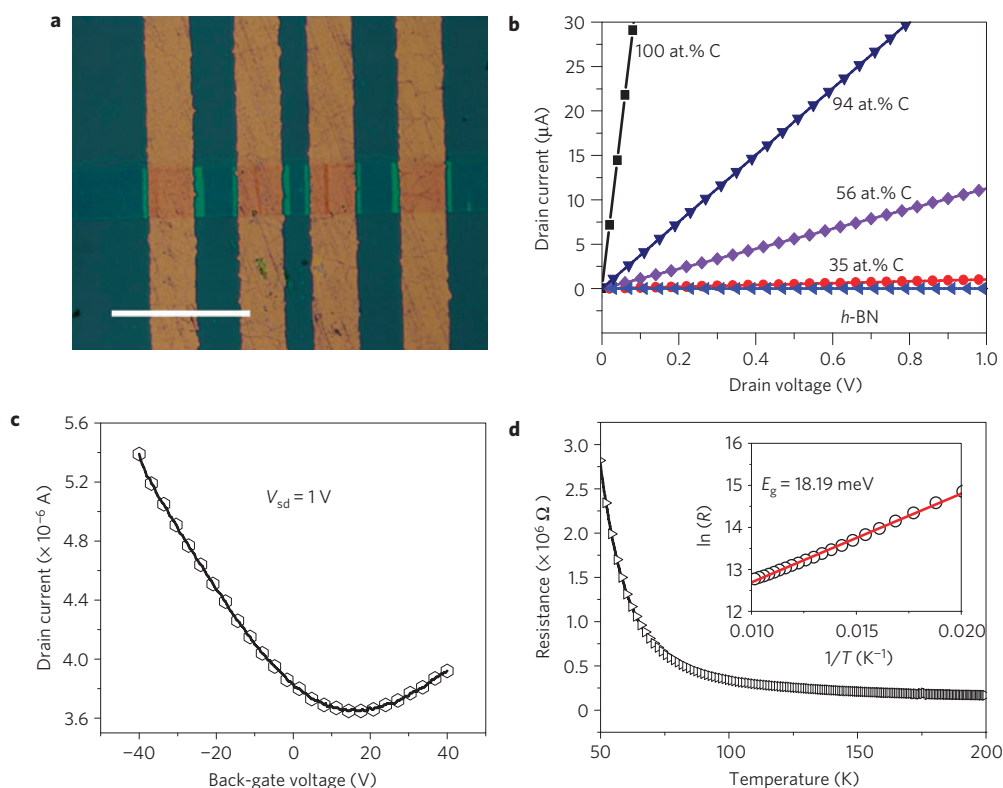 a
b
30
25
20
15
10
5
0
Drain current (μA)
100 at.% C
94 at.% C
56 at.% C
35 at.% C
h-BN
0
0.2
0.4
0.6
0.8
1.0
Drain voltage (V)
c
5.6
5.2
4.8
4.4
4.0
3.6
Drain current (× 10⁻⁶ A)
Vsd = 1 V
−40
−20
0
20
40
Back-gate voltage (V)
d
3.0
2.5
2.0
1.5
1.0
0.5
0
Resistance (× 10⁶ Ω)
16
15
14
13
12
ln (R)
Eg = 18.19 meV
0.010
0.015
0.020
1/T (K⁻¹)
50
100
150
200
Temperature (K)